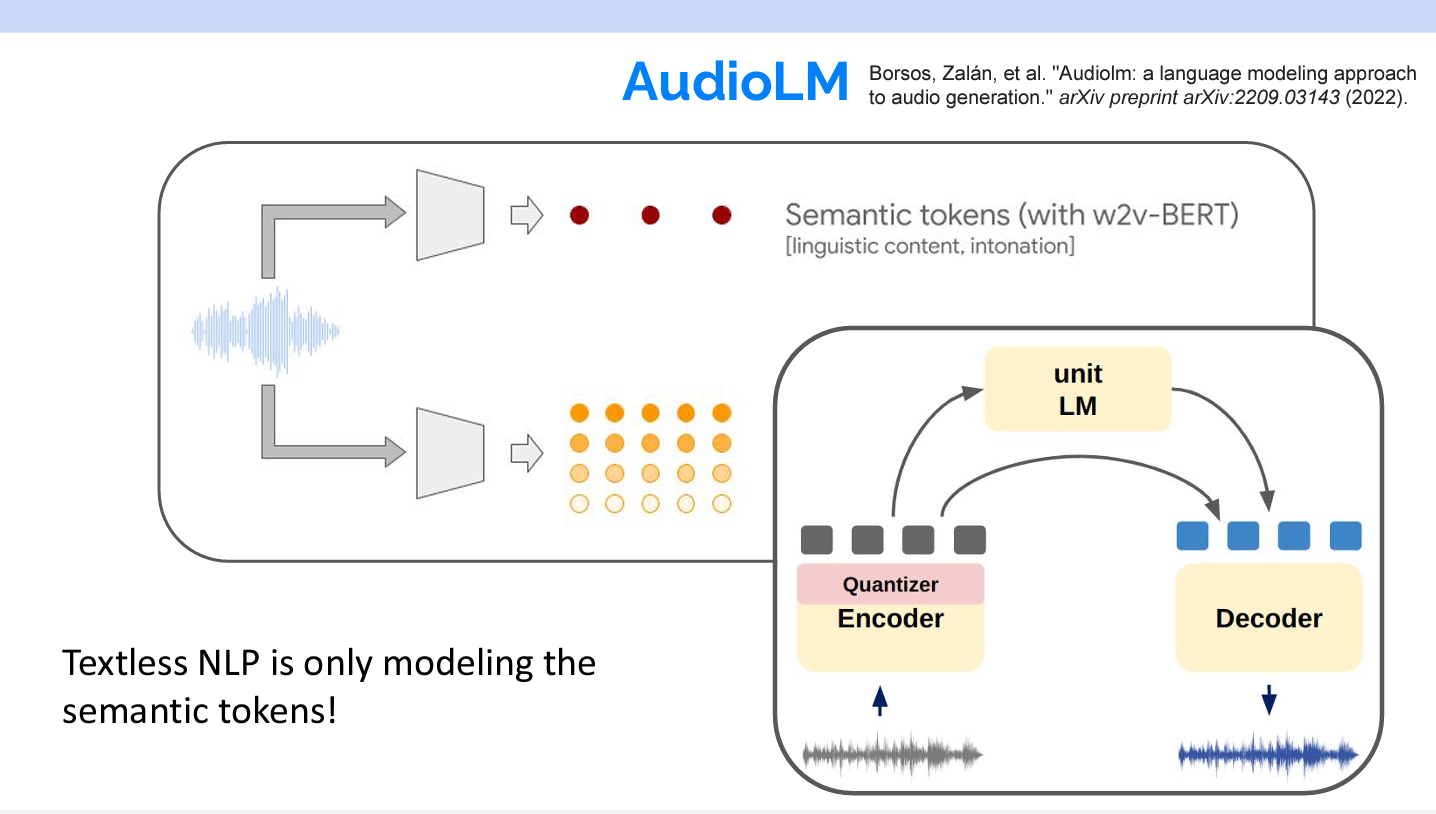 AudioLM
Borsos, Zalán, et al. "Audiolm: a language modeling approach
to audio generation." arXiv preprint arXiv:2209.03143 (2022).
Semantic tokens (with w2v-BERT)
[linguistic content, intonation]
unit
LM
Quantizer
Encoder
Decoder
Textless NLP is only modeling the
semantic tokens!